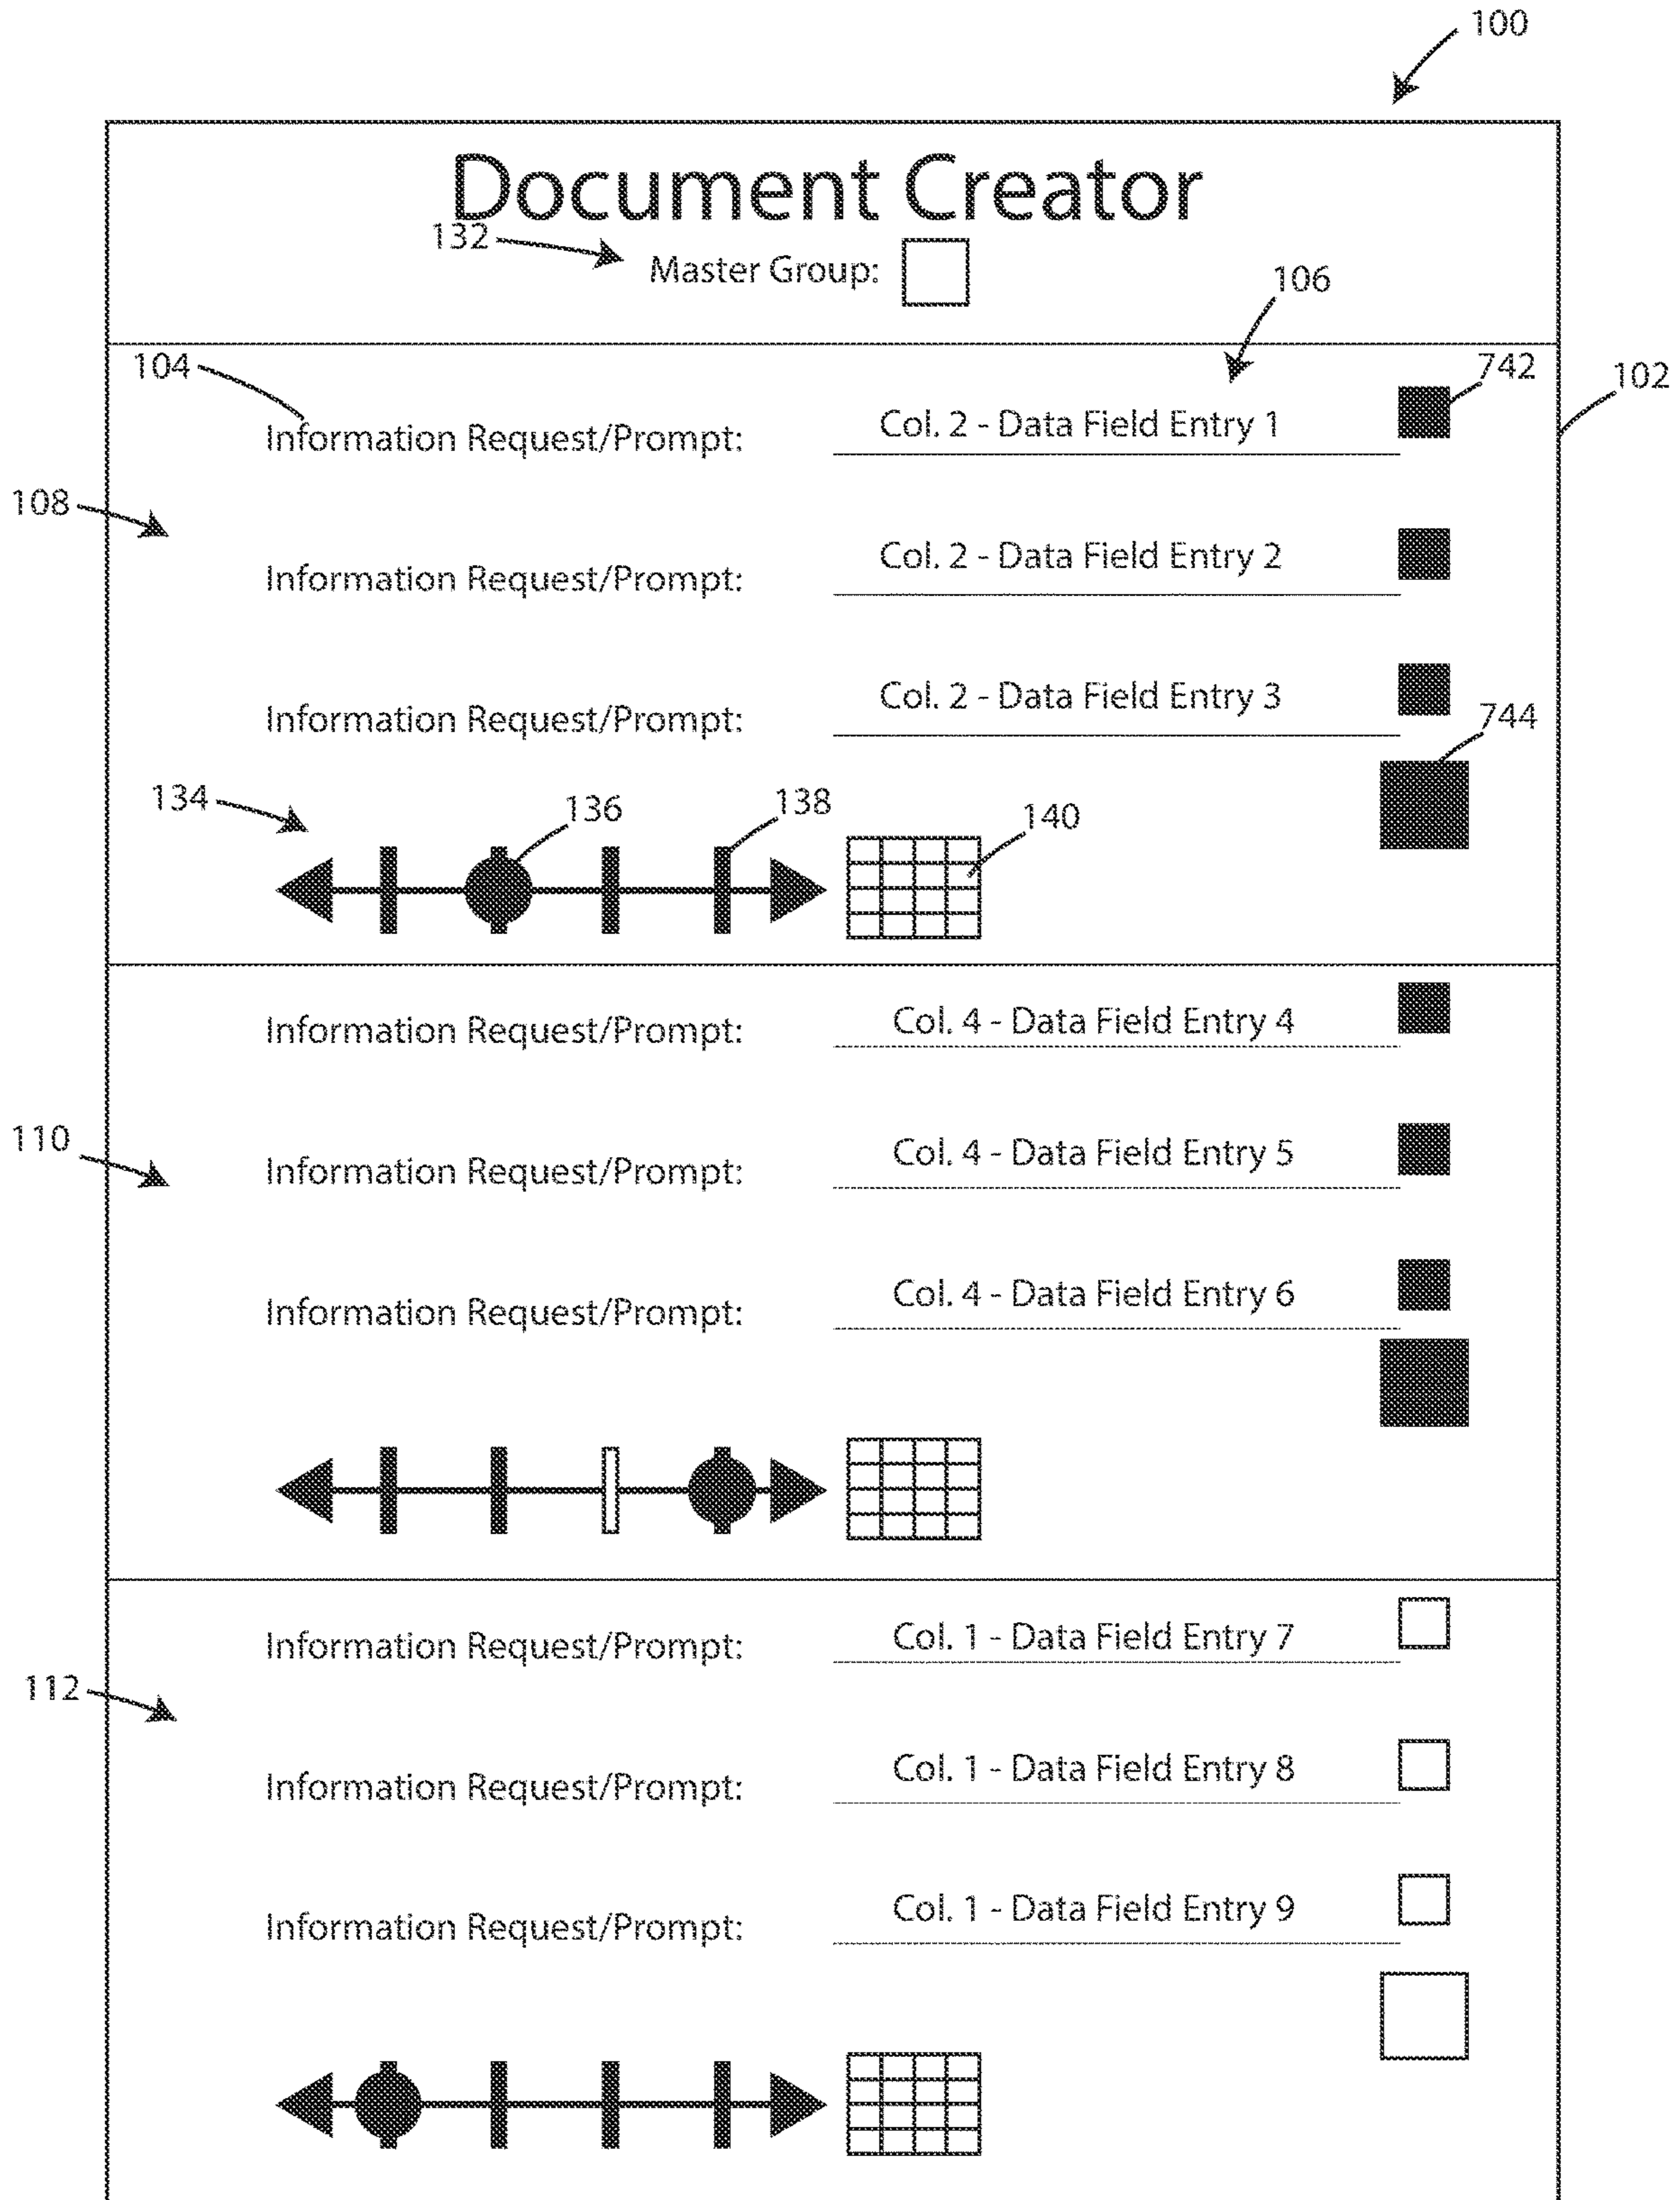 100
Document Creator
132
Master Group:
106
104
742
102
Information Request/Prompt: Col. 2 - Data Field Entry 1
108
Information Request/Prompt: Col. 2 - Data Field Entry 2
Information Request/Prompt: Col. 2 - Data Field Entry 3
744
134
136
138
140
Information Request/Prompt: Col. 4 - Data Field Entry 4
110
Information Request/Prompt: Col. 4 - Data Field Entry 5
Information Request/Prompt: Col. 4 - Data Field Entry 6
Information Request/Prompt: Col. 1 - Data Field Entry 7
112
Information Request/Prompt: Col. 1 - Data Field Entry 8
Information Request/Prompt: Col. 1 - Data Field Entry 9